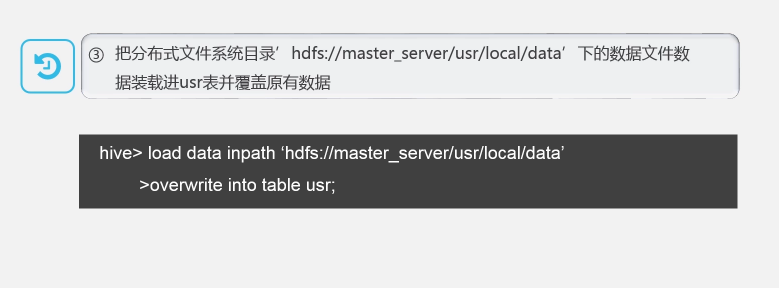 ③ 把分布式文件系统目录’hdfs://master_server/usr/local/data’下的数据文件数
据装载进usr表并覆盖原有数据
hive> load data inpath ‘hdfs://master_server/usr/local/data’
>overwrite into table usr;